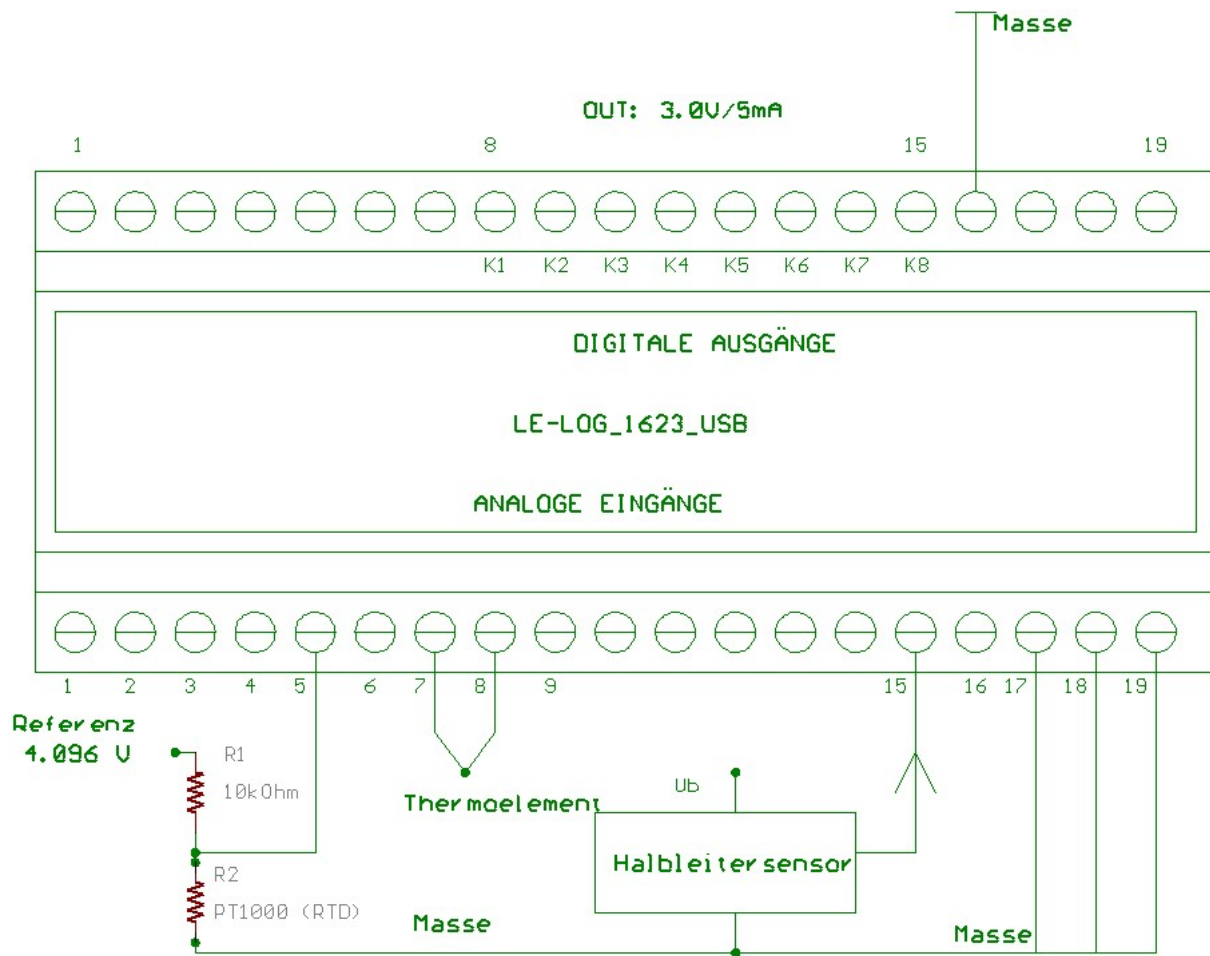 Masse
OUT: 3.0V/5mA
1 8 15 19
K1 K2 K3 K4 K5 K6 K7 K8
DIGITALE AUSGÄNGE
LE-LOG_1623_USB
ANALOGE EINGÄNGE
1 2 3 4 5 6 7 8 9 15 16 17 18 19
Referenz
4.096 V
R1
10kOhm
Thermoelement
Ub
Halbleitersensor
R2
PT1000 (RTD)
Masse
Masse